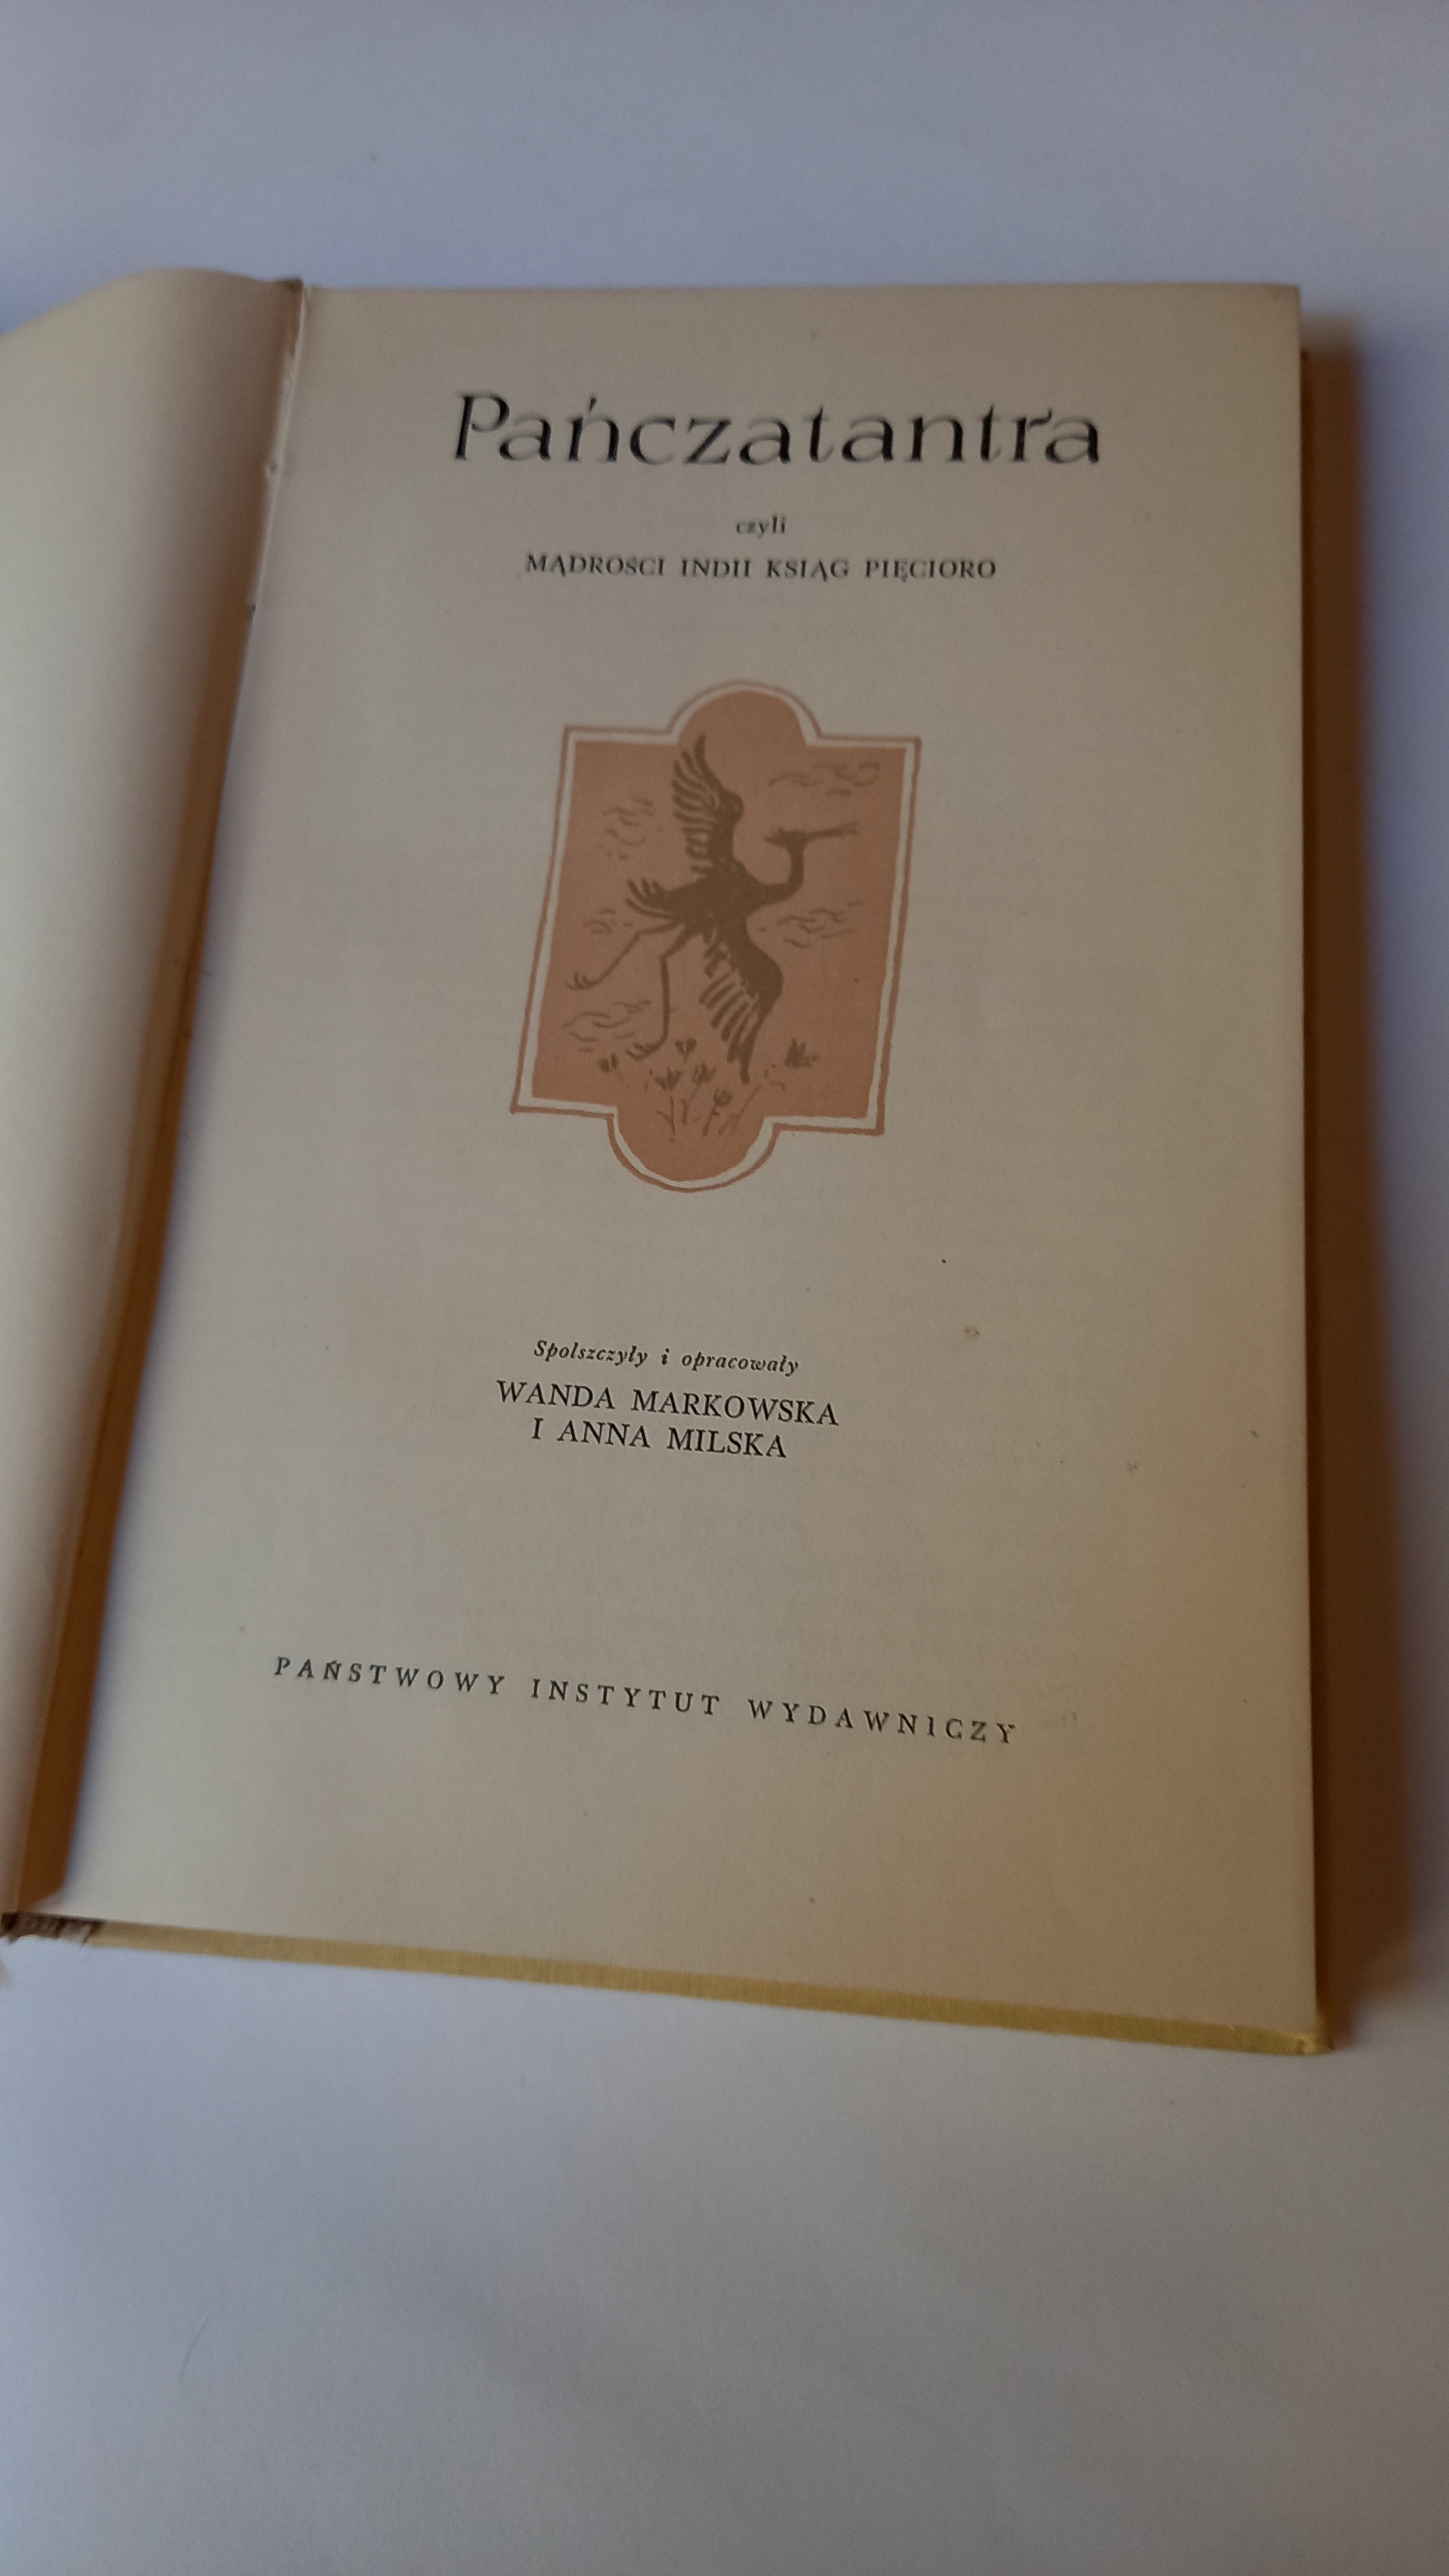 Pańczatantra
czyli
MĄDROŚCI INDII KSIĄG PIĘCIORO
Spolszczyły i opracowały
WANDA MARKOWSKA
I ANNA MILSKA
PAŃSTWOWY INSTYTUT WYDAWNICZY